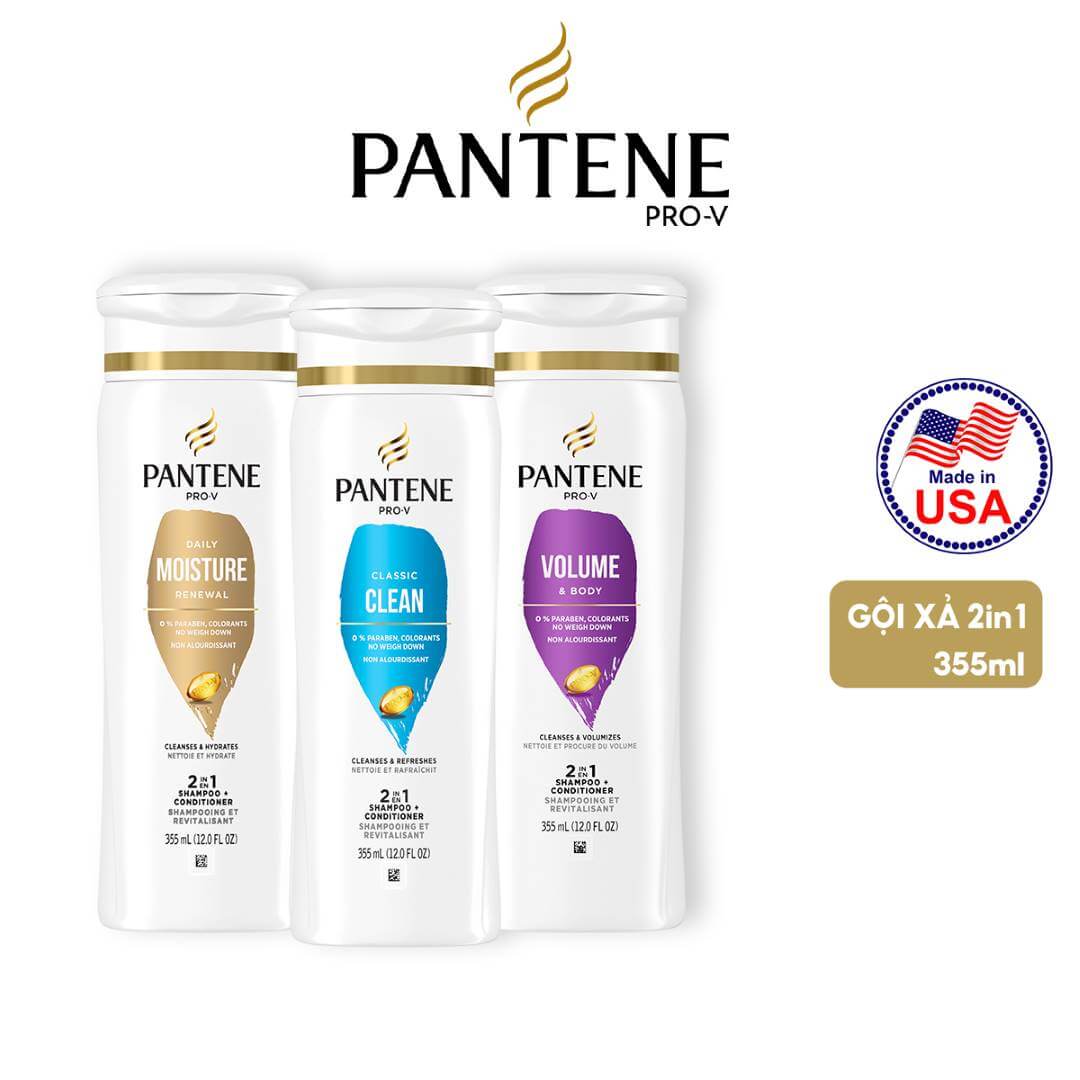 PANTENE
PRO-V
PANTENE
PRO-V
DAILY
MOISTURE
RENEWAL
0 % PARABEN, COLORANTS
NO WEIGH DOWN
NON ALOURDISSANT
CLEANSES & HYDRATES
NETTOIE ET HYDRATE
2 IN EN 1
SHAMPOO +
CONDITIONER
SHAMPOOING ET
REVITALISANT
355 mL (12.0 FL OZ)
PANTENE
PRO-V
CLASSIC
CLEAN
0 % PARABEN, COLORANTS
NO WEIGH DOWN
NON ALOURDISSANT
CLEANSES & REFRESHES
NETTOIE ET RAFRAÎCHIT
2 IN EN 1
SHAMPOO +
CONDITIONER
SHAMPOOING ET
REVITALISANT
355 mL (12.0 FL OZ)
PANTENE
PRO-V
VOLUME
& BODY
0 % PARABEN, COLORANTS
NO WEIGH DOWN
NON ALOURDISSANT
CLEANSES & VOLUMIZES
NETTOIE ET PROCURE DU VOLUME
2 IN EN 1
SHAMPOO +
CONDITIONER
SHAMPOOING ET
REVITALISANT
355 mL (12.0 FL OZ)
Made in
USA
GỘI XẢ 2in1
355ml